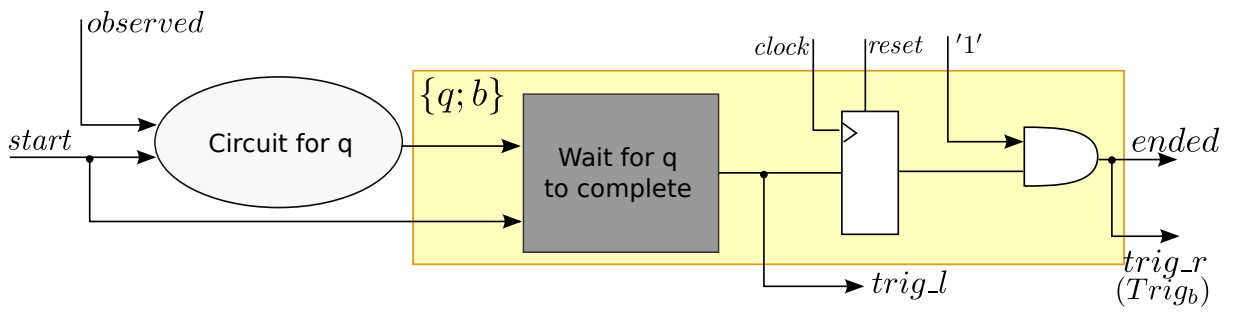 observed
start
Circuit for q
{q; b}
Wait for q
to complete
clock
reset
'1'
ended
trig_l
trig_r
(Trig_b)